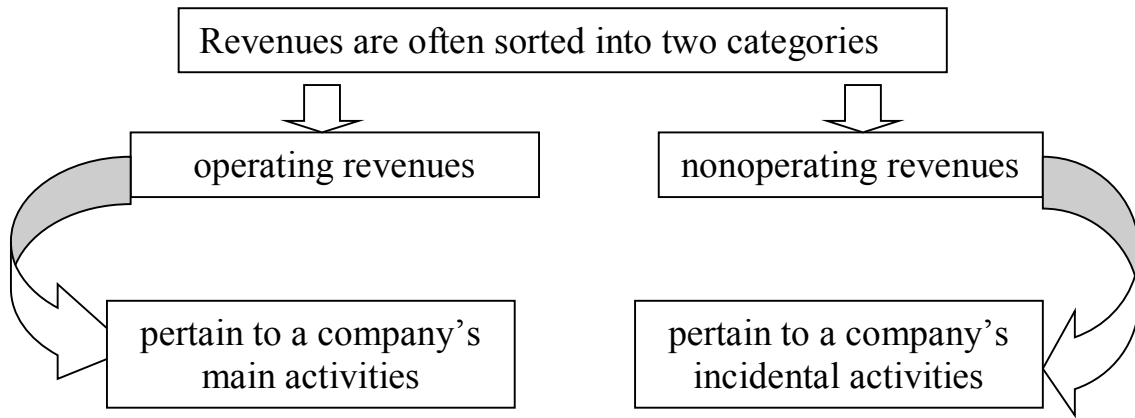 Revenues are often sorted into two categories
operating revenues
nonoperating revenues
pertain to a company’s
main activities
pertain to a company’s
incidental activities